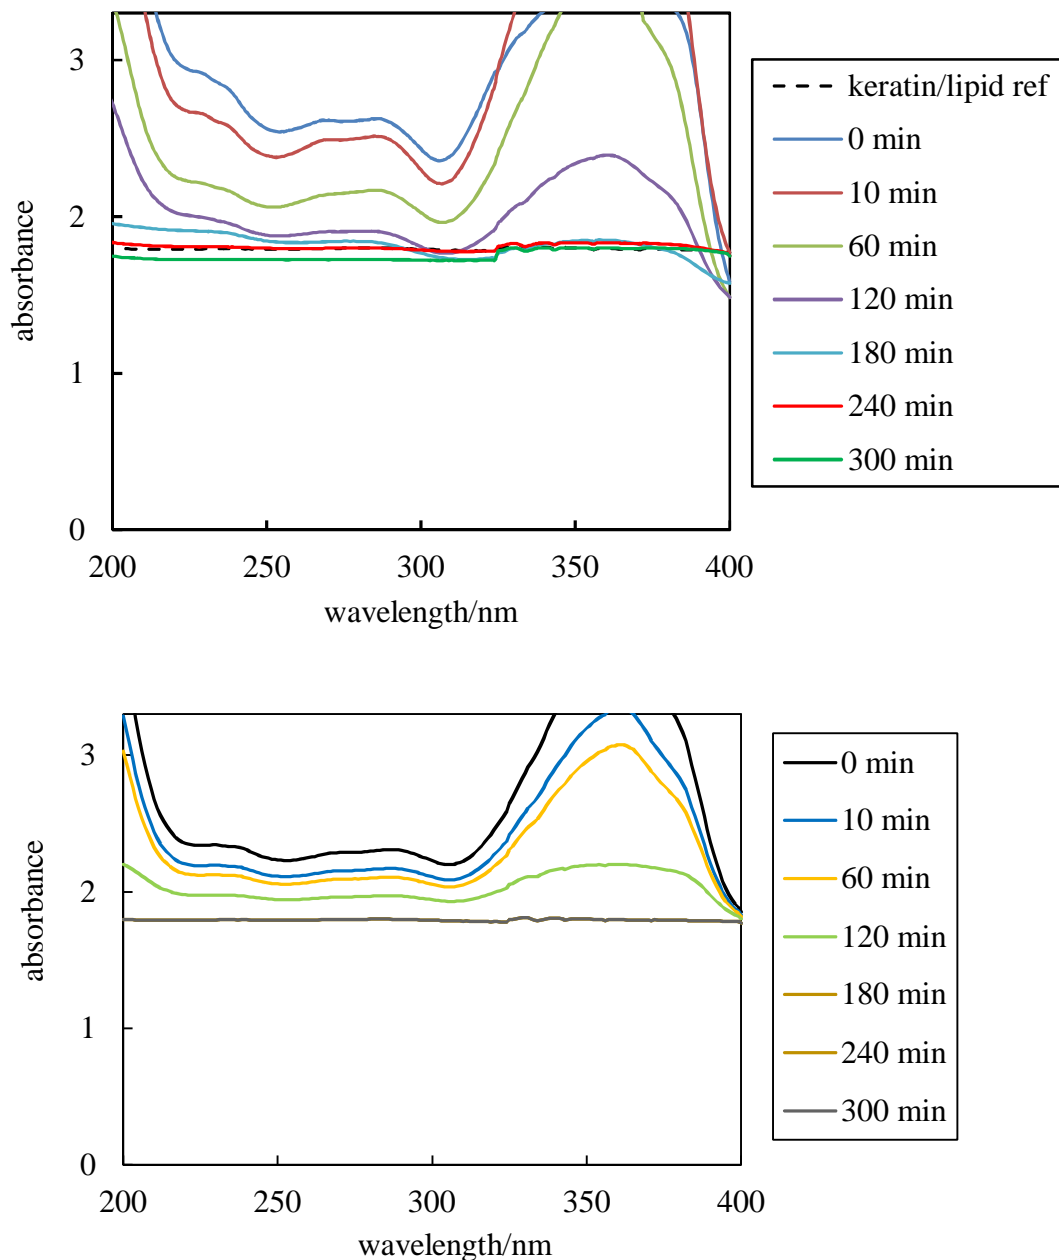 absorbance
3
2
1
0
200
250
300
350
400
wavelength/nm
keratin/lipid ref
0 min
10 min
60 min
120 min
180 min
240 min
300 min
absorbance
3
2
1
0
200
250
300
350
400
wavelength/nm
0 min
10 min
60 min
120 min
180 min
240 min
300 min